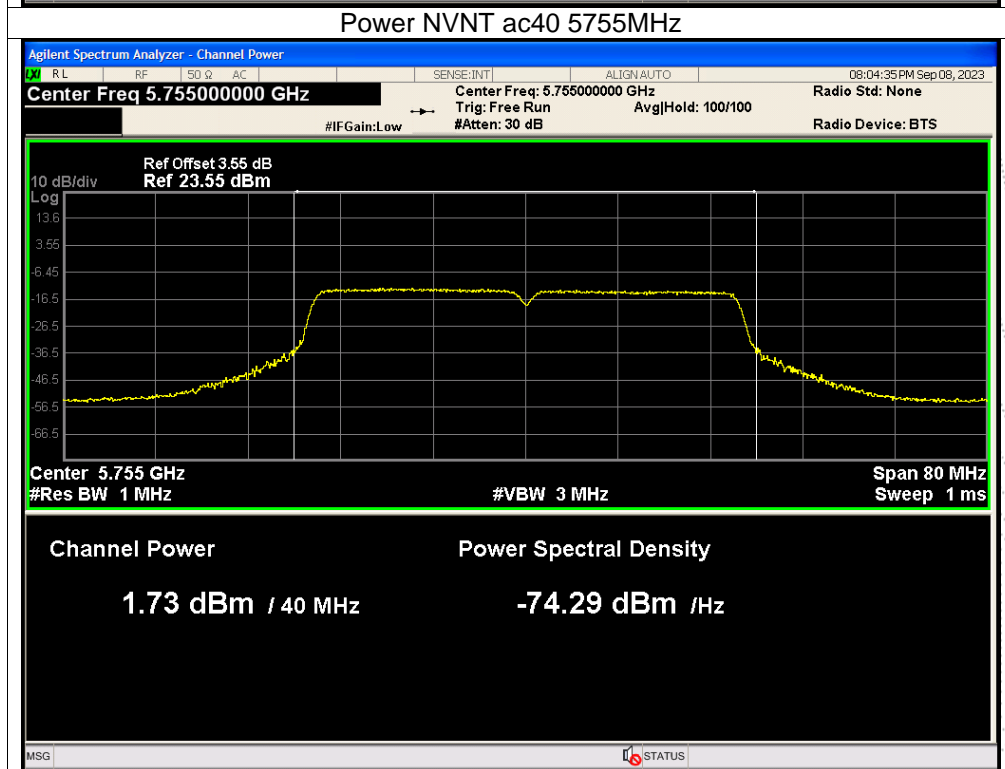 Power NVNT ac40 5755MHz
Agilent Spectrum Analyzer - Channel Power
LXI RL RF 50 Ω AC SENSE:INT ALIGN AUTO 08:04:35 PM Sep 08, 2023
Center Freq 5.755000000 GHz Center Freq: 5.755000000 GHz Radio Std: None
Trig: Free Run Avg|Hold: 100/100
#IFGain:Low #Atten: 30 dB Radio Device: BTS
Ref Offset 3.55 dB
10 dB/div Ref 23.55 dBm
Log
13.6
3.55
-6.45
-16.5
-26.5
-36.5
-46.5
-56.5
-66.5
Center 5.755 GHz Span 80 MHz
#Res BW 1 MHz #VBW 3 MHz Sweep 1 ms
Channel Power Power Spectral Density
1.73 dBm / 40 MHz -74.29 dBm /Hz
MSG STATUS